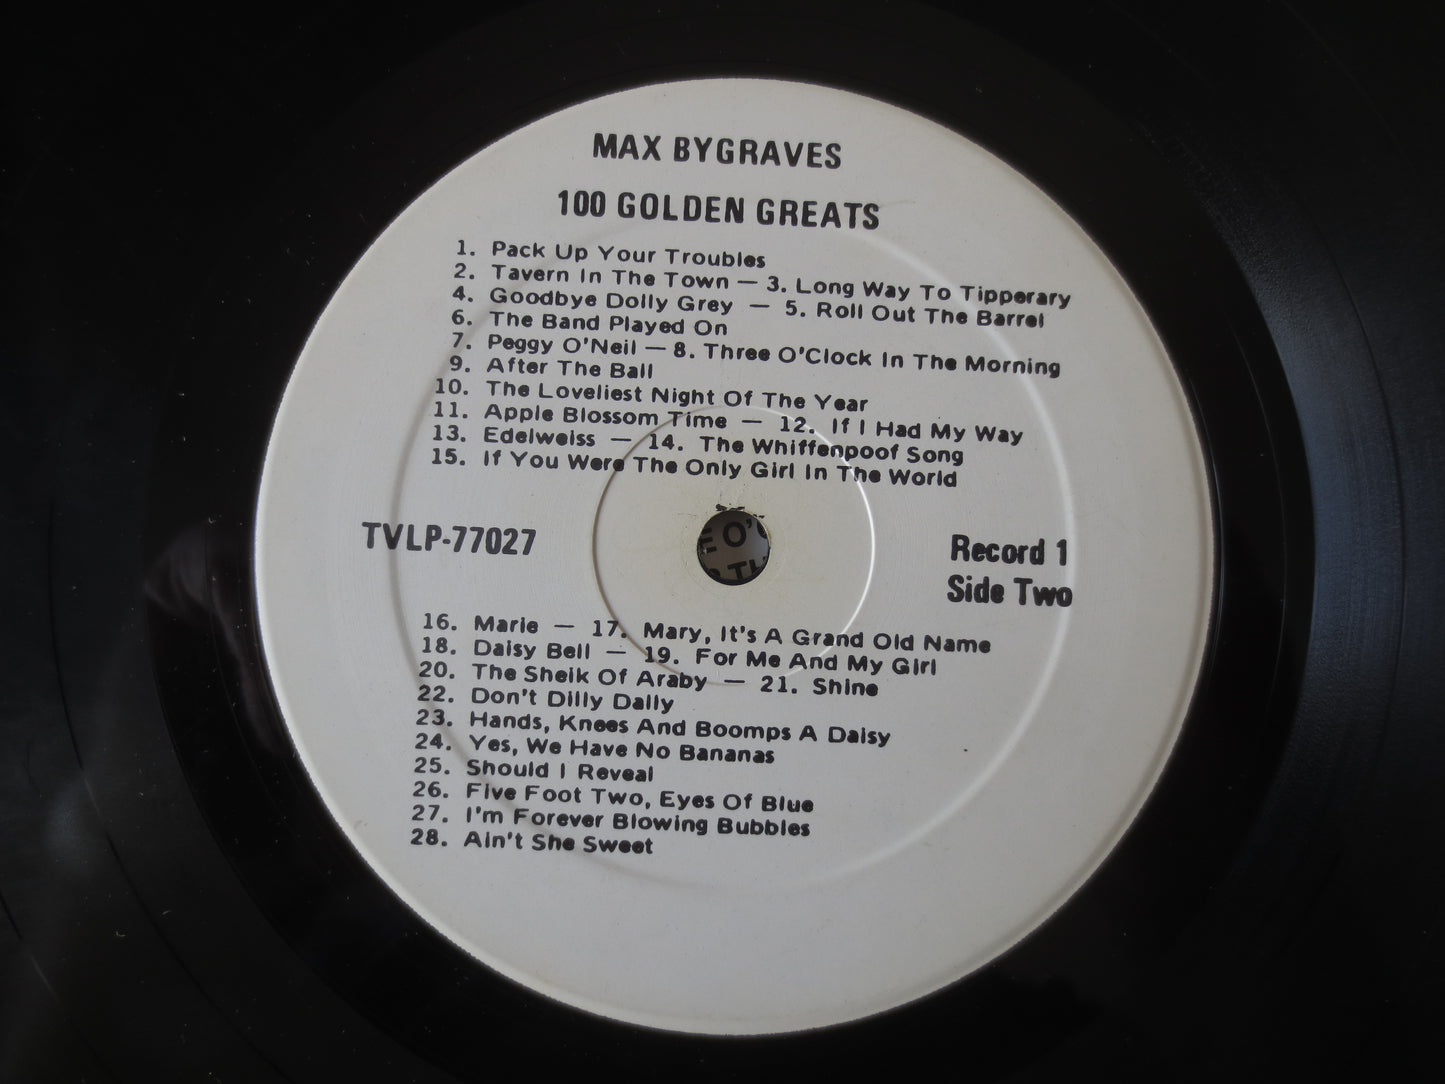 MAX BYGRAVES
100 GOLDEN GREATS
1. Pack Up Your Troubles
2. Tavern In The Town — 3. Long Way To Tipperary
4. Goodbye Dolly Grey — 5. Roll Out The Barrel
6. The Band Played On
7. Peggy O'Neil — 8. Three O'Clock In The Morning
9. After The Ball
10. The Loveliest Night Of The Year
11. Apple Blossom Time — 12. If I Had My Way
13. Edelweiss — 14. The Whiffenpoof Song
15. If You Were The Only Girl In The World
TVLP-77027
Record 1
Side Two
16. Marie — 17. Mary, It's A Grand Old Name
18. Daisy Bell — 19. For Me And My Girl
20. The Sheik Of Araby — 21. Shine
22. Don't Dilly Dally
23. Hands, Knees And Boomps A Daisy
24. Yes, We Have No Bananas
25. Should I Reveal
26. Five Foot Two, Eyes Of Blue
27. I'm Forever Blowing Bubbles
28. Ain't She Sweet